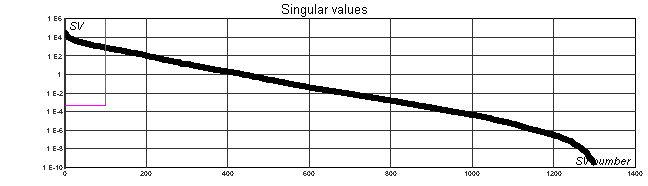 Singular values
1 E6
SV
1 E4
1 E2
1
1 E-2
1 E-4
1 E-6
1 E-8
1 E-10
SV number
0 200 400 600 800 1000 1200 1400